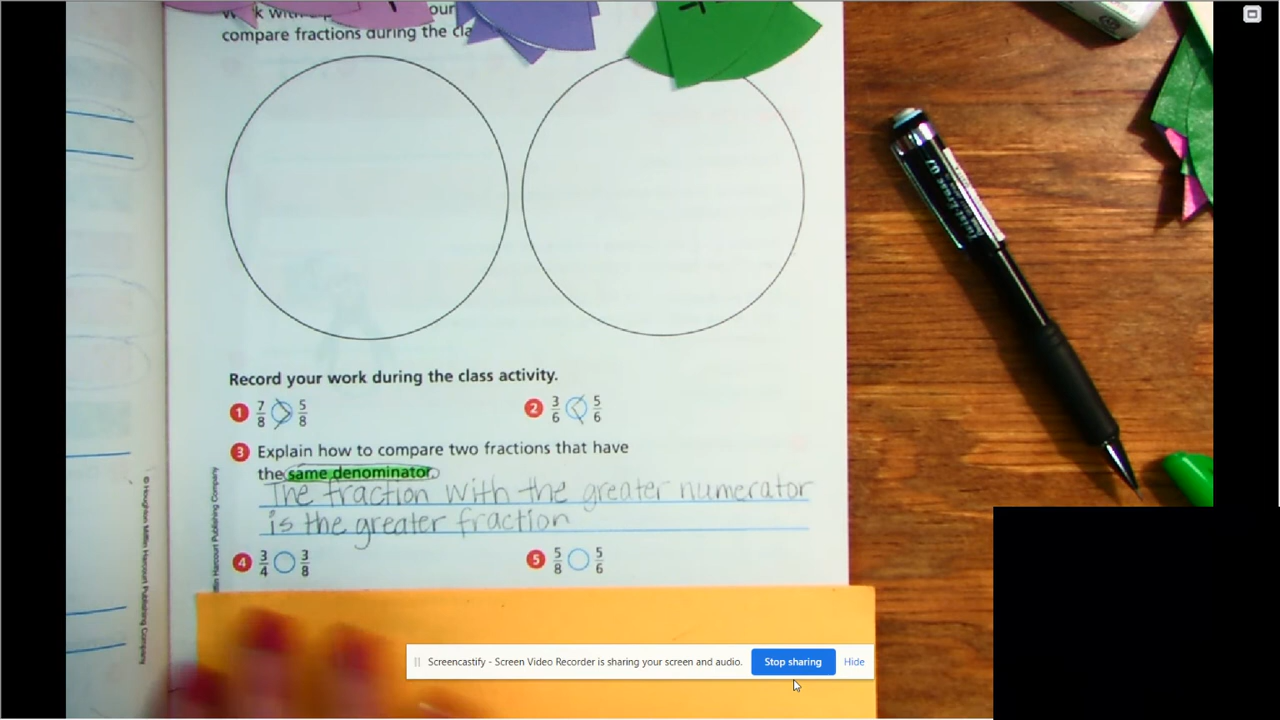 compare fractions during the cla
Record your work during the class activity.
1 7/8 > 5/8
2 3/6 < 5/6
3 Explain how to compare two fractions that have
the same denominator.
The fraction with the greater numerator
is the greater fraction
4 3/4 ○ 3/8
5 5/8 ○ 5/6
© Houghton Mifflin Harcourt Publishing Company
Harcourt Publishing Company
Screencastify - Screen Video Recorder is sharing your screen and audio.
Stop sharing
Hide